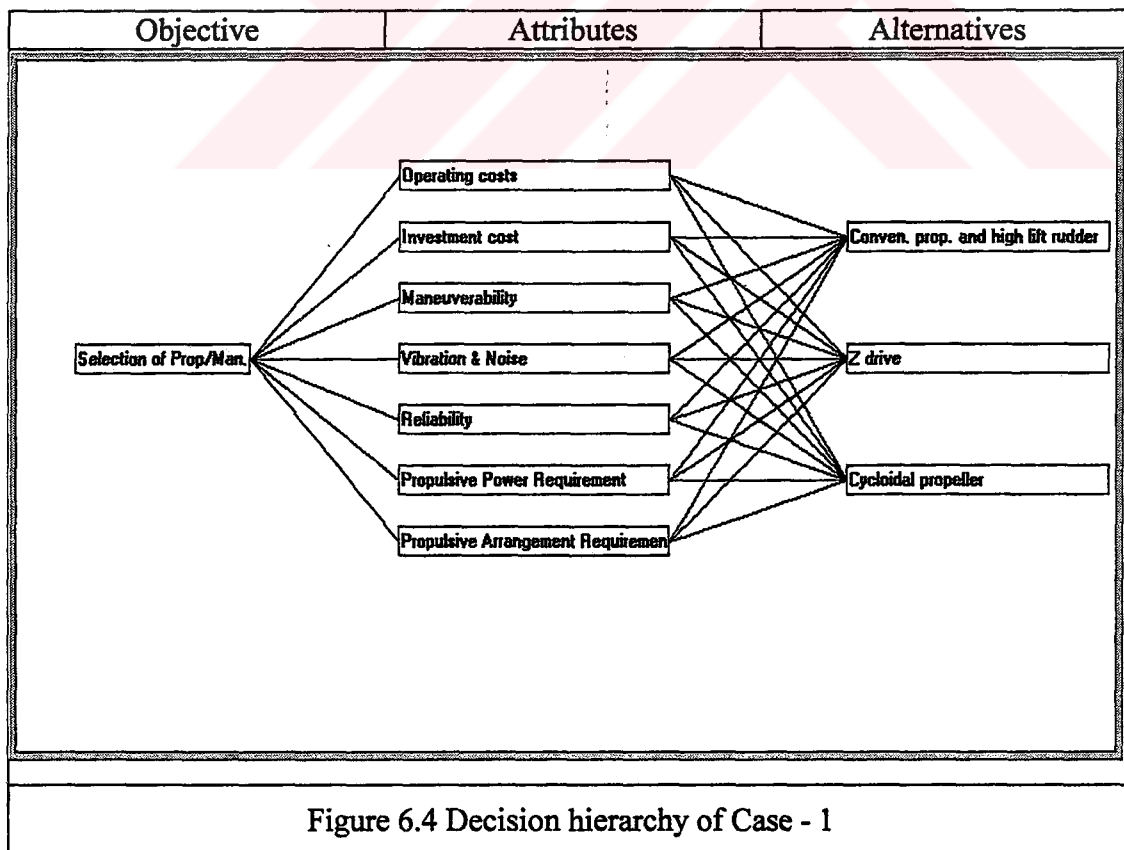 Objective Attributes Alternatives
Operating costs
Investment cost
Maneuverability
Vibration & Noise
Reliability
Propulsive Power Requirement
Propulsive Arrangement Requiremen
Selection of Prop/Man.
Conven. prop. and high lift rudder
Z drive
Cycloidal propeller
Figure 6.4 Decision hierarchy of Case - 1